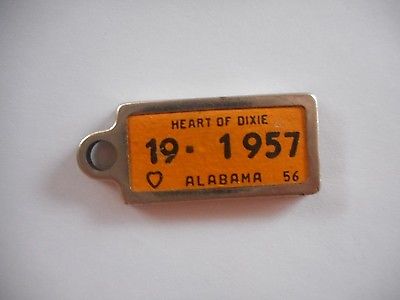 HEART OF DIXIE
19- 1957
ALABAMA 56